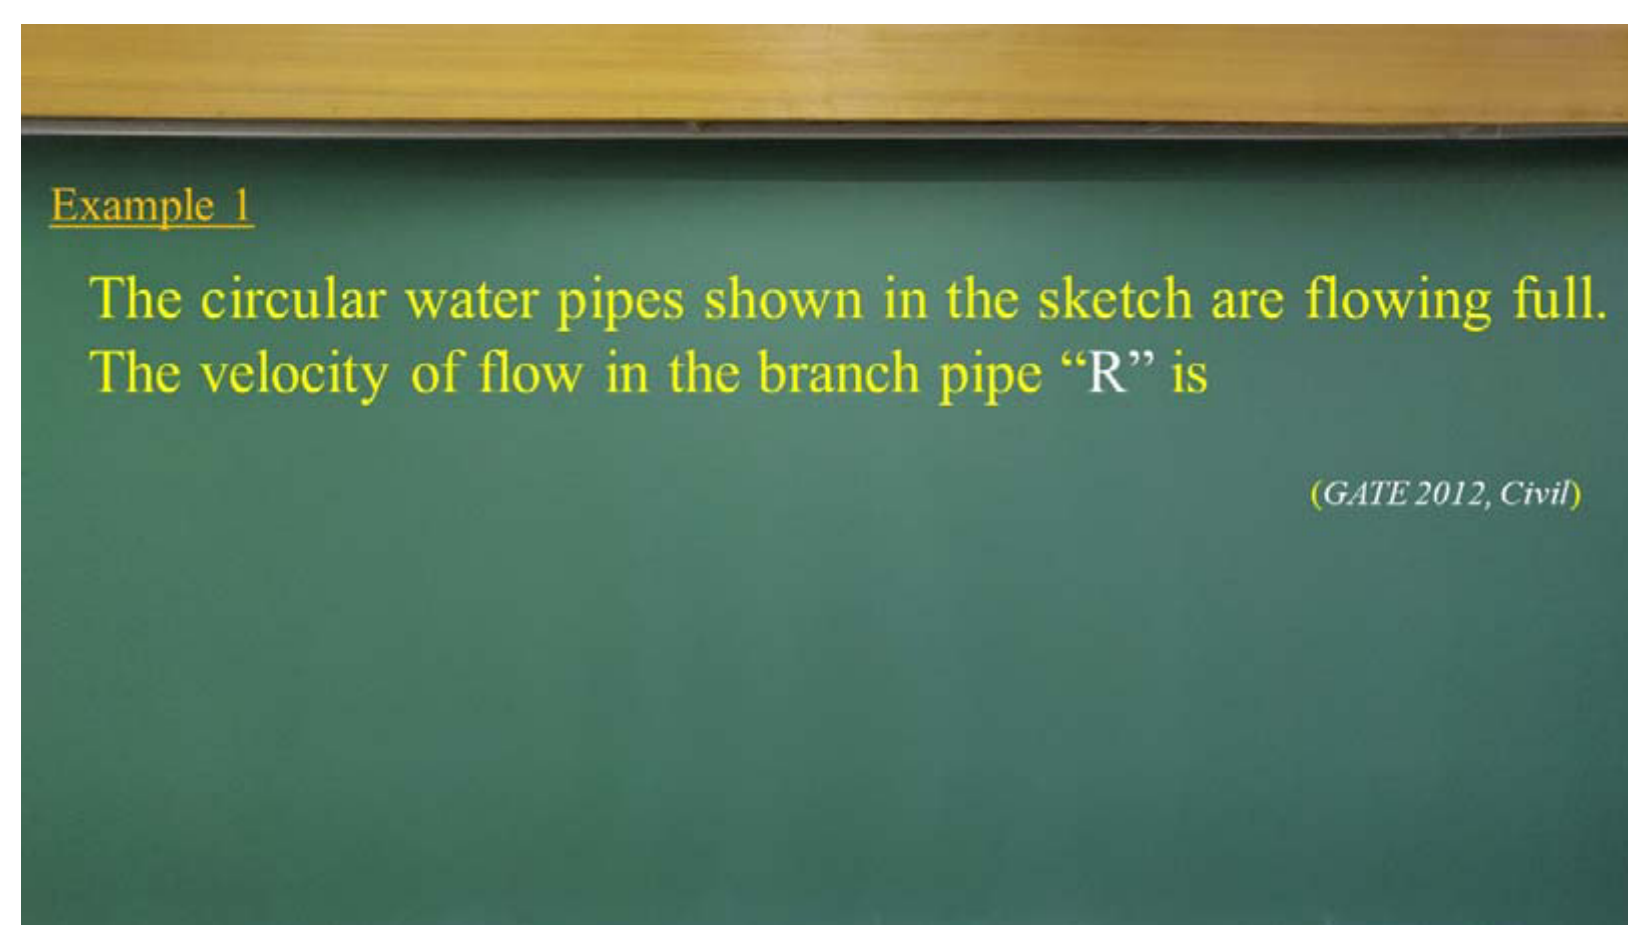 Example 1
The circular water pipes shown in the sketch are flowing full.
The velocity of flow in the branch pipe “R” is
(GATE 2012, Civil)